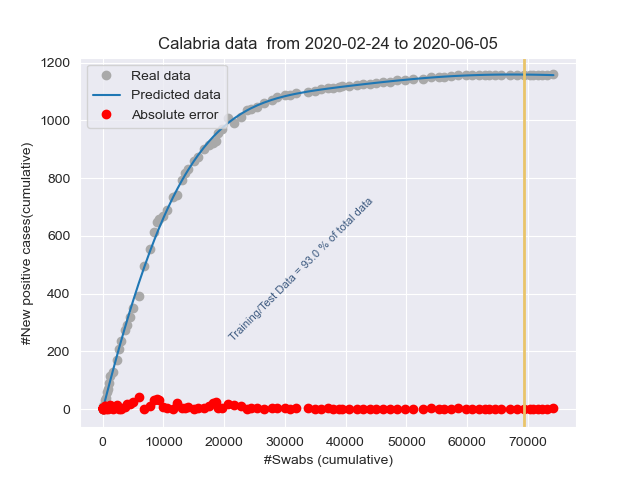 Calabria data  from 2020-02-24 to 2020-06-05
Real data
Predicted data
Absolute error
1200
1000
800
600
400
200
0
#New positive cases(cumulative)
Training/Test Data = 93.0 % of total data
0 10000 20000 30000 40000 50000 60000 70000
#Swabs (cumulative)